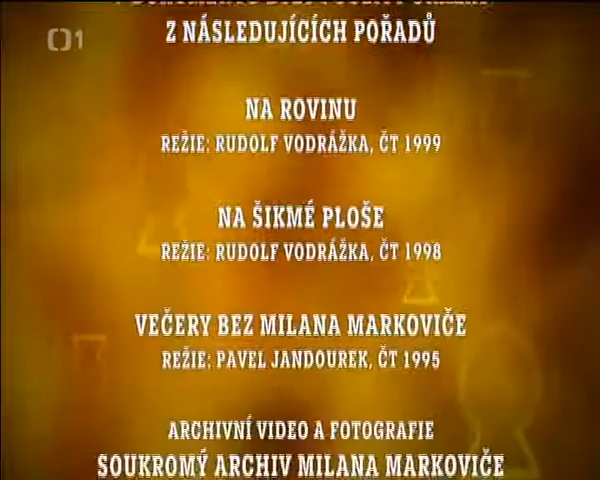 Z NÁSLEDUJÍCÍCH POŘADŮ
NA ROVINU
REŽIE: RUDOLF VODRÁŽKA, ČT 1999
NA ŠIKMÉ PLOŠE
REŽIE: RUDOLF VODRÁŽKA, ČT 1998
VEČERY BEZ MILANA MARKOVIČE
REŽIE: PAVEL JANDOUREK, ČT 1995
ARCHIVNÍ VIDEO A FOTOGRAFIE
SOUKROMÝ ARCHIV MILANA MARKOVIČE